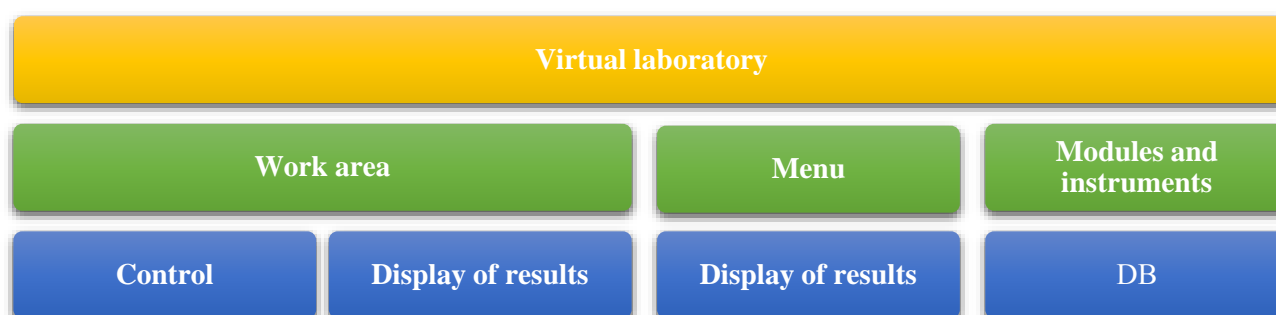 Virtual laboratory
Work area
Menu
Modules and
instruments
Control
Display of results
Display of results
DB